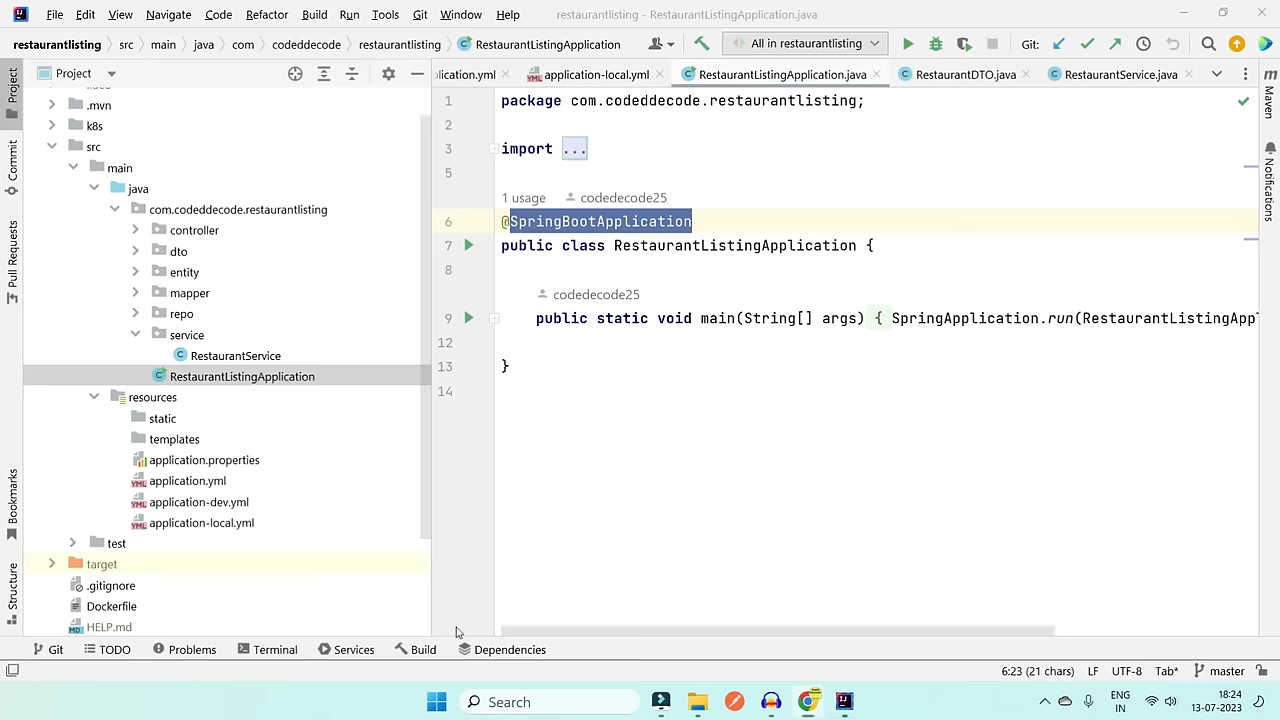 File Edit View Navigate Code Refactor Build Run Tools Git Window Help restaurantlisting - RestaurantListingApplication.java
restaurantlisting src main java com codeddecode restaurantlisting RestaurantListingApplication All in restaurantlisting Git:
Project
lication.yml application-local.yml RestaurantListingApplication.java RestaurantDTO.java RestaurantService.java
Project
Commit
Pull Requests
Bookmarks
Structure
.mvn
k8s
src
main
java
com.codeddecode.restaurantlisting
controller
dto
entity
mapper
repo
service
RestaurantService
RestaurantListingApplication
resources
static
templates
application.properties
application.yml
application-dev.yml
application-local.yml
test
target
.gitignore
Dockerfile
HELP.md
1 package com.codeddecode.restaurantlisting;
2
3 import ...
5
1 usage codedecode25
6 @SpringBootApplication
7 public class RestaurantListingApplication {
8
codedecode25
9 public static void main(String[] args) { SpringApplication.run(RestaurantListingApp
12
13 }
14
m
Maven
Notifications
Git TODO Problems Terminal Services Build Dependencies
6:23 (21 chars) LF UTF-8 Tab* master
Search
ENG
IN
18:24
13-07-2023